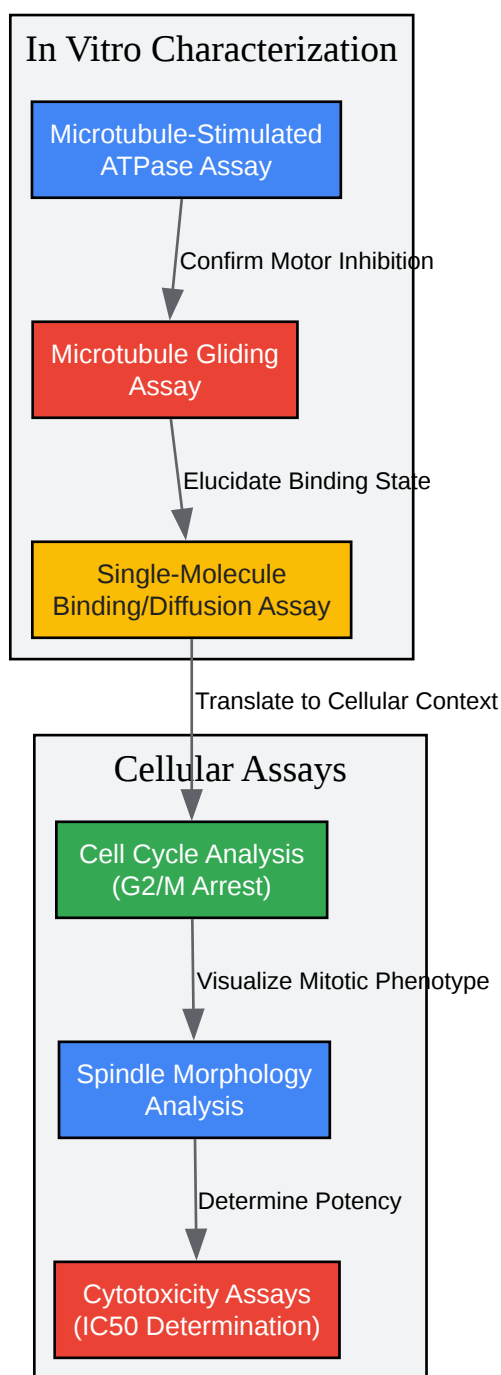 In Vitro Characterization
Microtubule-Stimulated
ATPase Assay
Confirm Motor Inhibition
Microtubule Gliding
Assay
Elucidate Binding State
Single-Molecule
Binding/Diffusion Assay
Translate to Cellular Context
Cellular Assays
Cell Cycle Analysis
(G2/M Arrest)
Visualize Mitotic Phenotype
Spindle Morphology
Analysis
Determine Potency
Cytotoxicity Assays
(IC50 Determination)